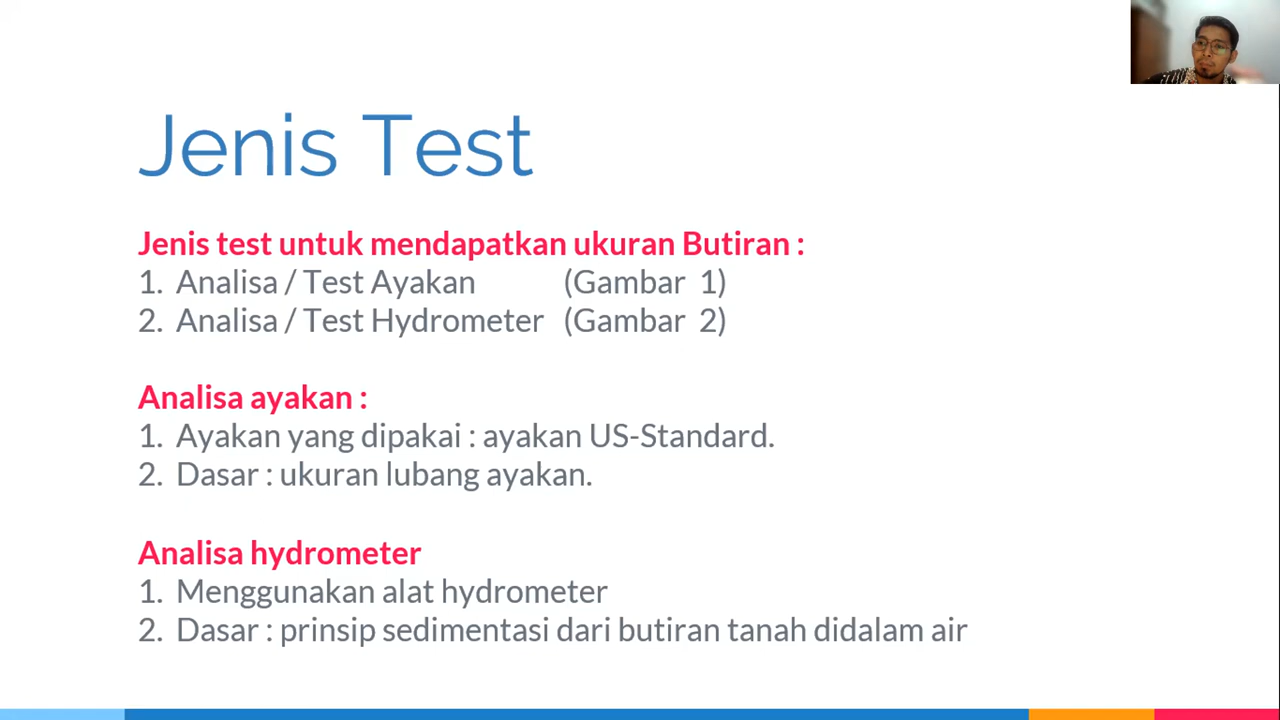 Jenis Test
Jenis test untuk mendapatkan ukuran Butiran :
1. Analisa / Test Ayakan (Gambar 1)
2. Analisa / Test Hydrometer (Gambar 2)
Analisa ayakan :
1. Ayakan yang dipakai : ayakan US-Standard.
2. Dasar : ukuran lubang ayakan.
Analisa hydrometer
1. Menggunakan alat hydrometer
2. Dasar : prinsip sedimentasi dari butiran tanah didalam air